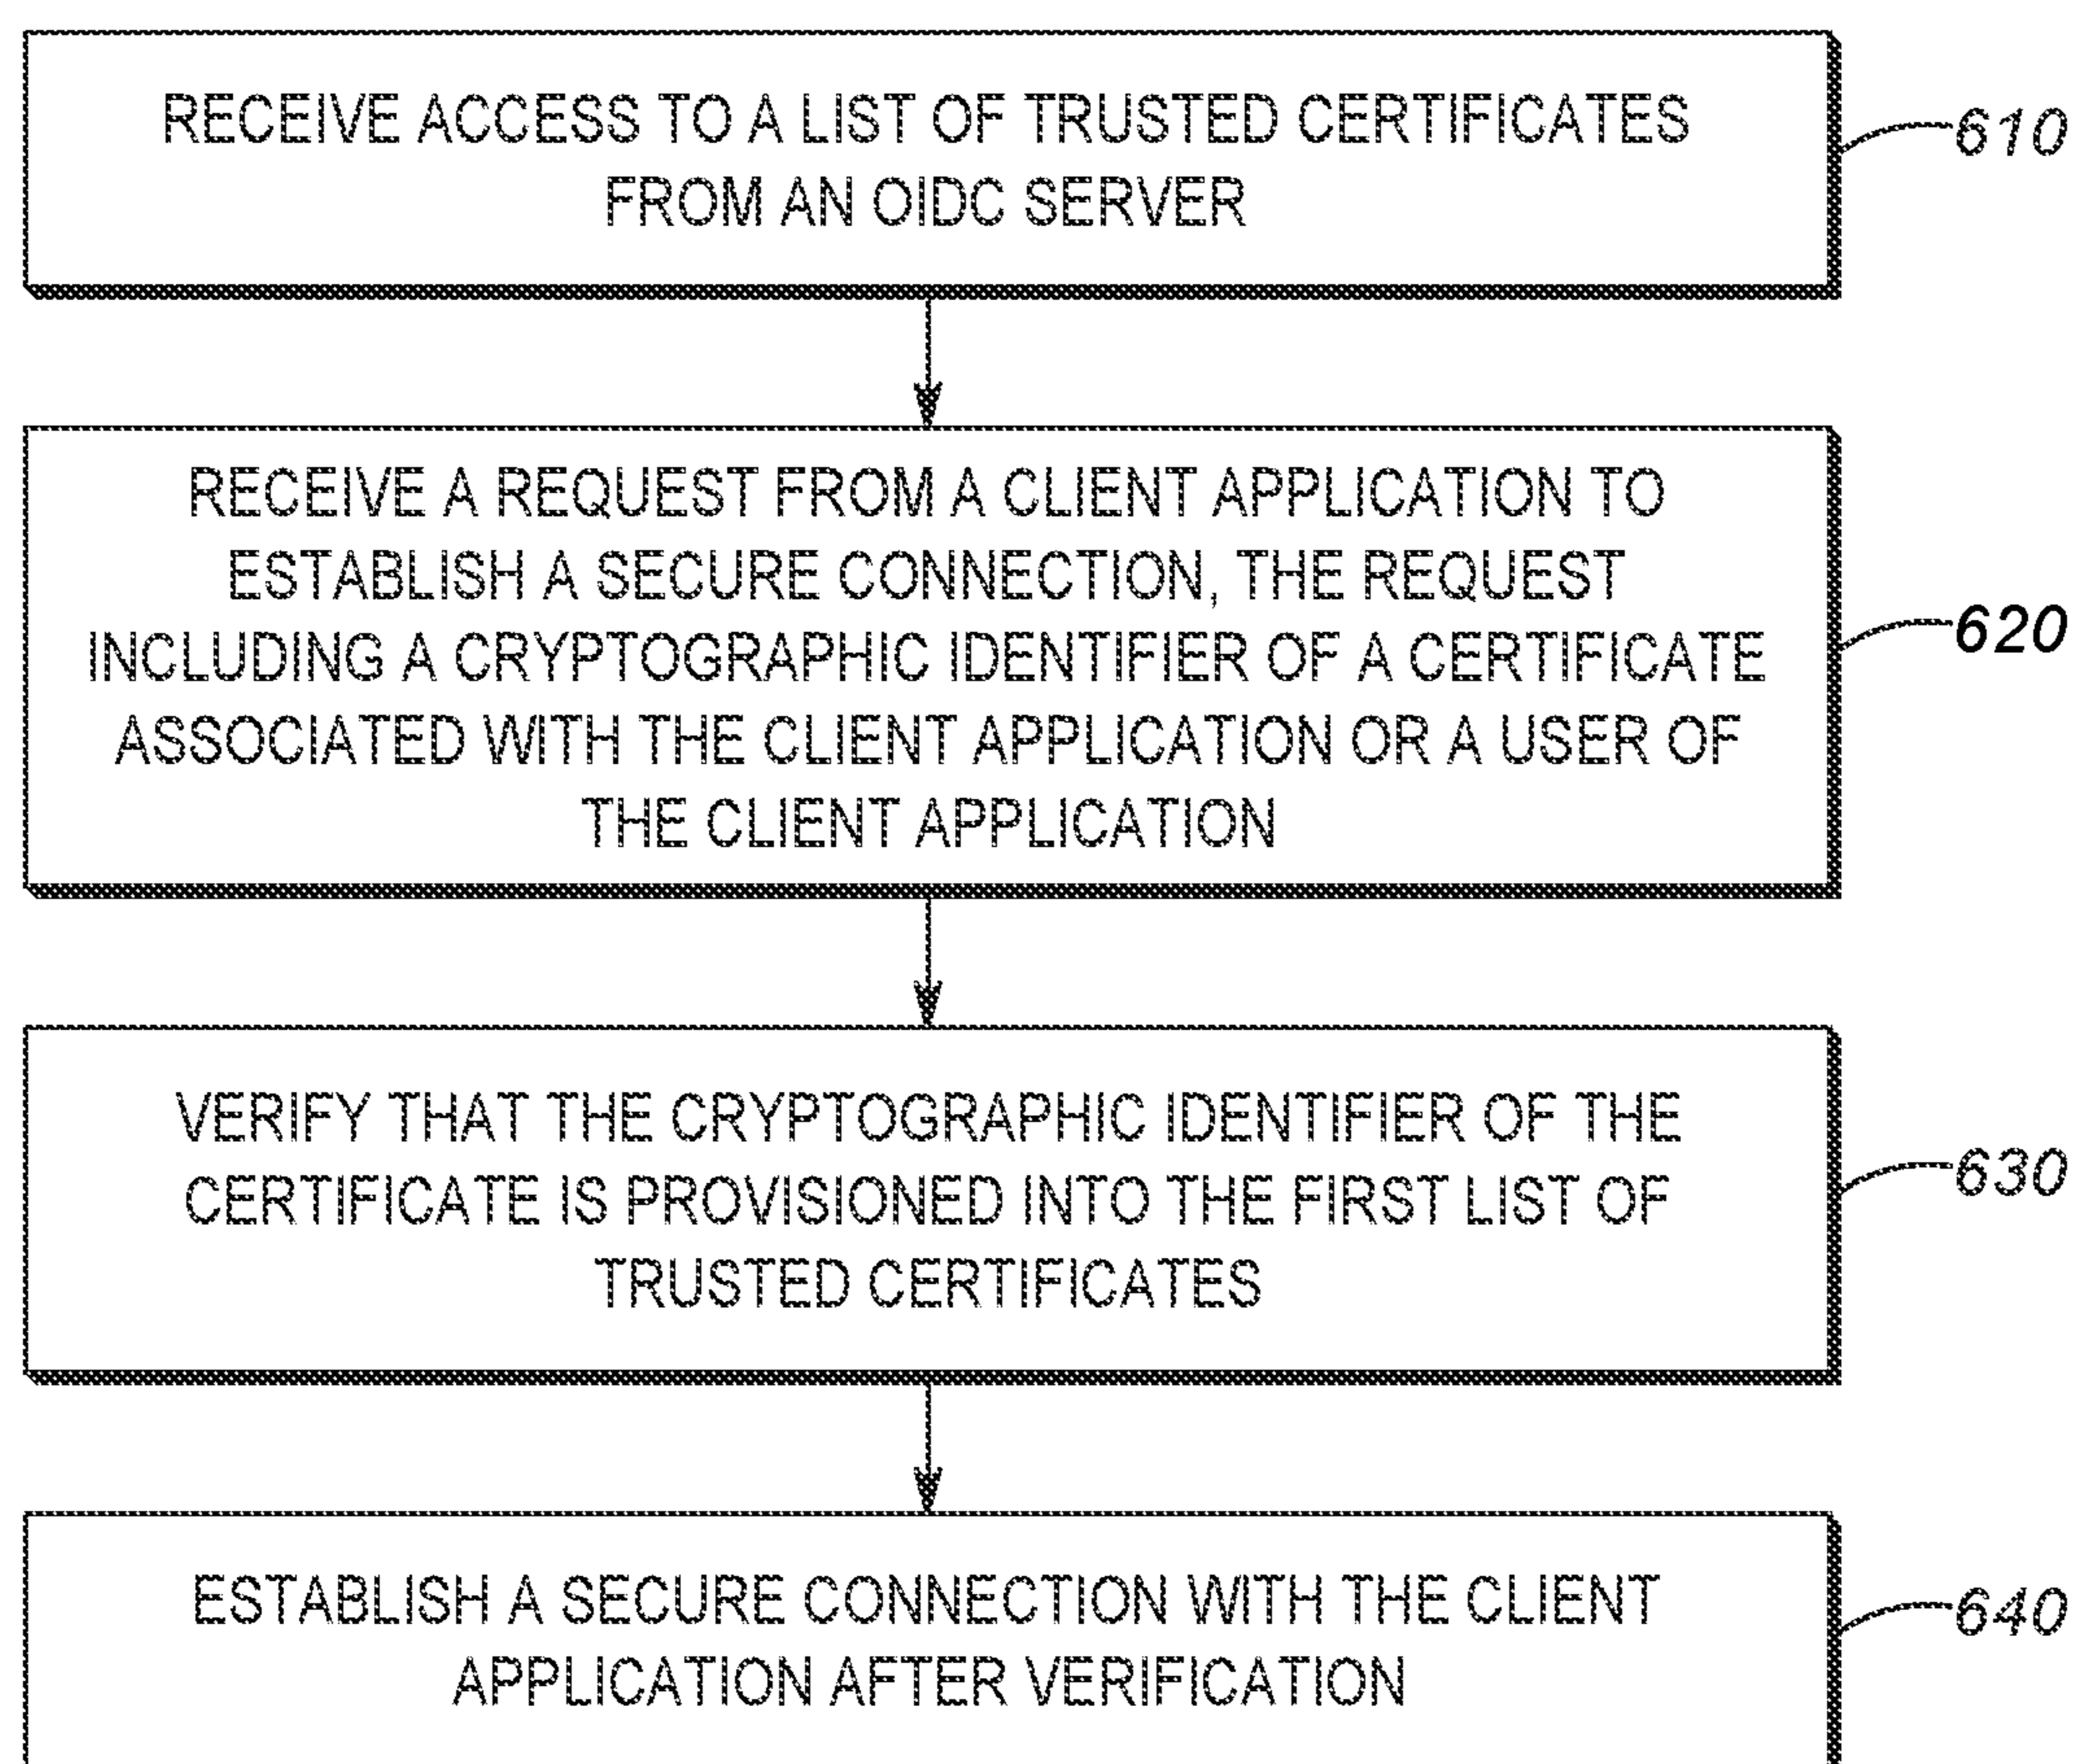 RECEIVE ACCESS TO A LIST OF TRUSTED CERTIFICATES
FROM AN OIDC SERVER
610
RECEIVE A REQUEST FROM A CLIENT APPLICATION TO
ESTABLISH A SECURE CONNECTION, THE REQUEST
INCLUDING A CRYPTOGRAPHIC IDENTIFIER OF A CERTIFICATE
ASSOCIATED WITH THE CLIENT APPLICATION OR A USER OF
THE CLIENT APPLICATION
620
VERIFY THAT THE CRYPTOGRAPHIC IDENTIFIER OF THE
CERTIFICATE IS PROVISIONED INTO THE FIRST LIST OF
TRUSTED CERTIFICATES
630
ESTABLISH A SECURE CONNECTION WITH THE CLIENT
APPLICATION AFTER VERIFICATION
640